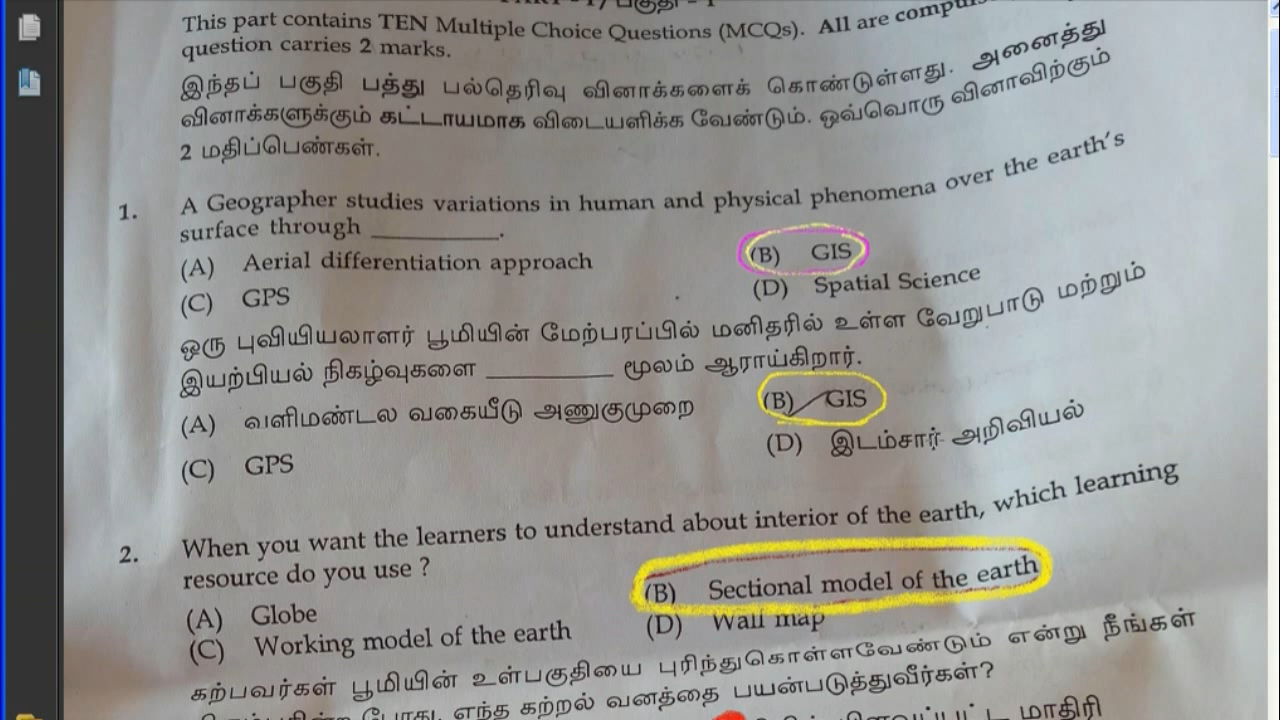 This part contains TEN Multiple Choice Questions (MCQs). All are
question carries 2 marks.
இந்தப் பகுதி பத்து பல்தெரிவு வினாக்களைக் கொண்டுள்ளது. அனைத்து
வினாக்களுக்கும் கட்டாயமாக விடையளிக்க வேண்டும். ஒவ்வொரு வினாவிற்கும்
2 மதிப்பெண்கள்.
1. A Geographer studies variations in human and physical phenomena over the earth's
surface through __________.
(A) Aerial differentiation approach (B) GIS
(C) GPS (D) Spatial Science
ஒரு புவியியலாளர் பூமியின் மேற்பரப்பில் மனிதரில் உள்ள வேறுபாடு மற்றும்
இயற்பியல் நிகழ்வுகளை __________ மூலம் ஆராய்கிறார்.
(A) வளிமண்டல வகையீடு அணுகுமுறை (B) GIS
(C) GPS (D) இடம்சார் அறிவியல்
2. When you want the learners to understand about interior of the earth, which learning
resource do you use ?
(A) Globe (B) Sectional model of the earth
(C) Working model of the earth (D) Wall map
கற்பவர்கள் பூமியின் உள்பகுதியை புரிந்துகொள்ளவேண்டும் என்று நீங்கள்
போது, எந்த கற்றல் வளத்தை பயன்படுத்துவீர்கள்?
மாதிரி